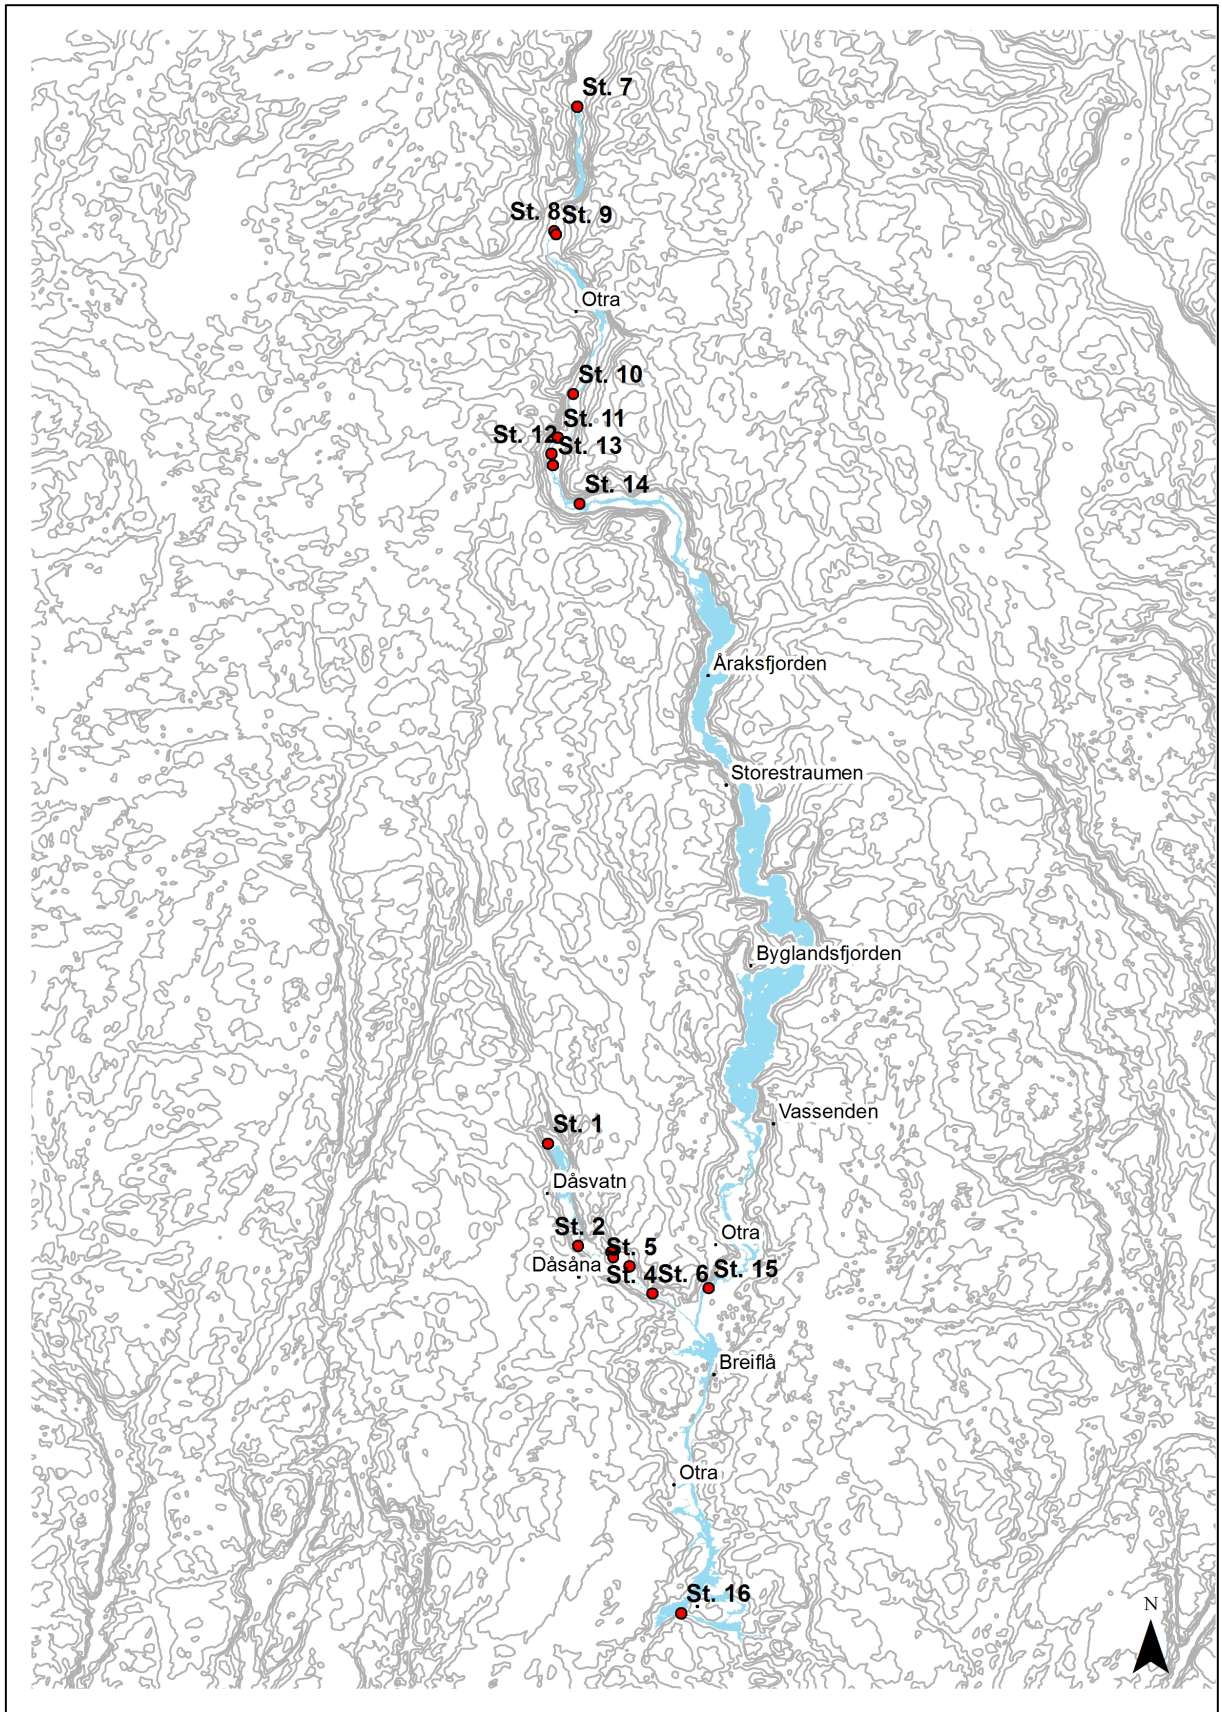 St. 7
St. 8
St. 9
Otra
St. 10
St. 11
St. 12
St. 13
St. 14
Åraksfjorden
Storestraumen
Byglandsfjorden
Vassenden
St. 1
Dåsvatn
St. 2
Otra
St. 5
Dåsåna
St. 4
St. 6
St. 15
Breiflå
Otra
St. 16
N